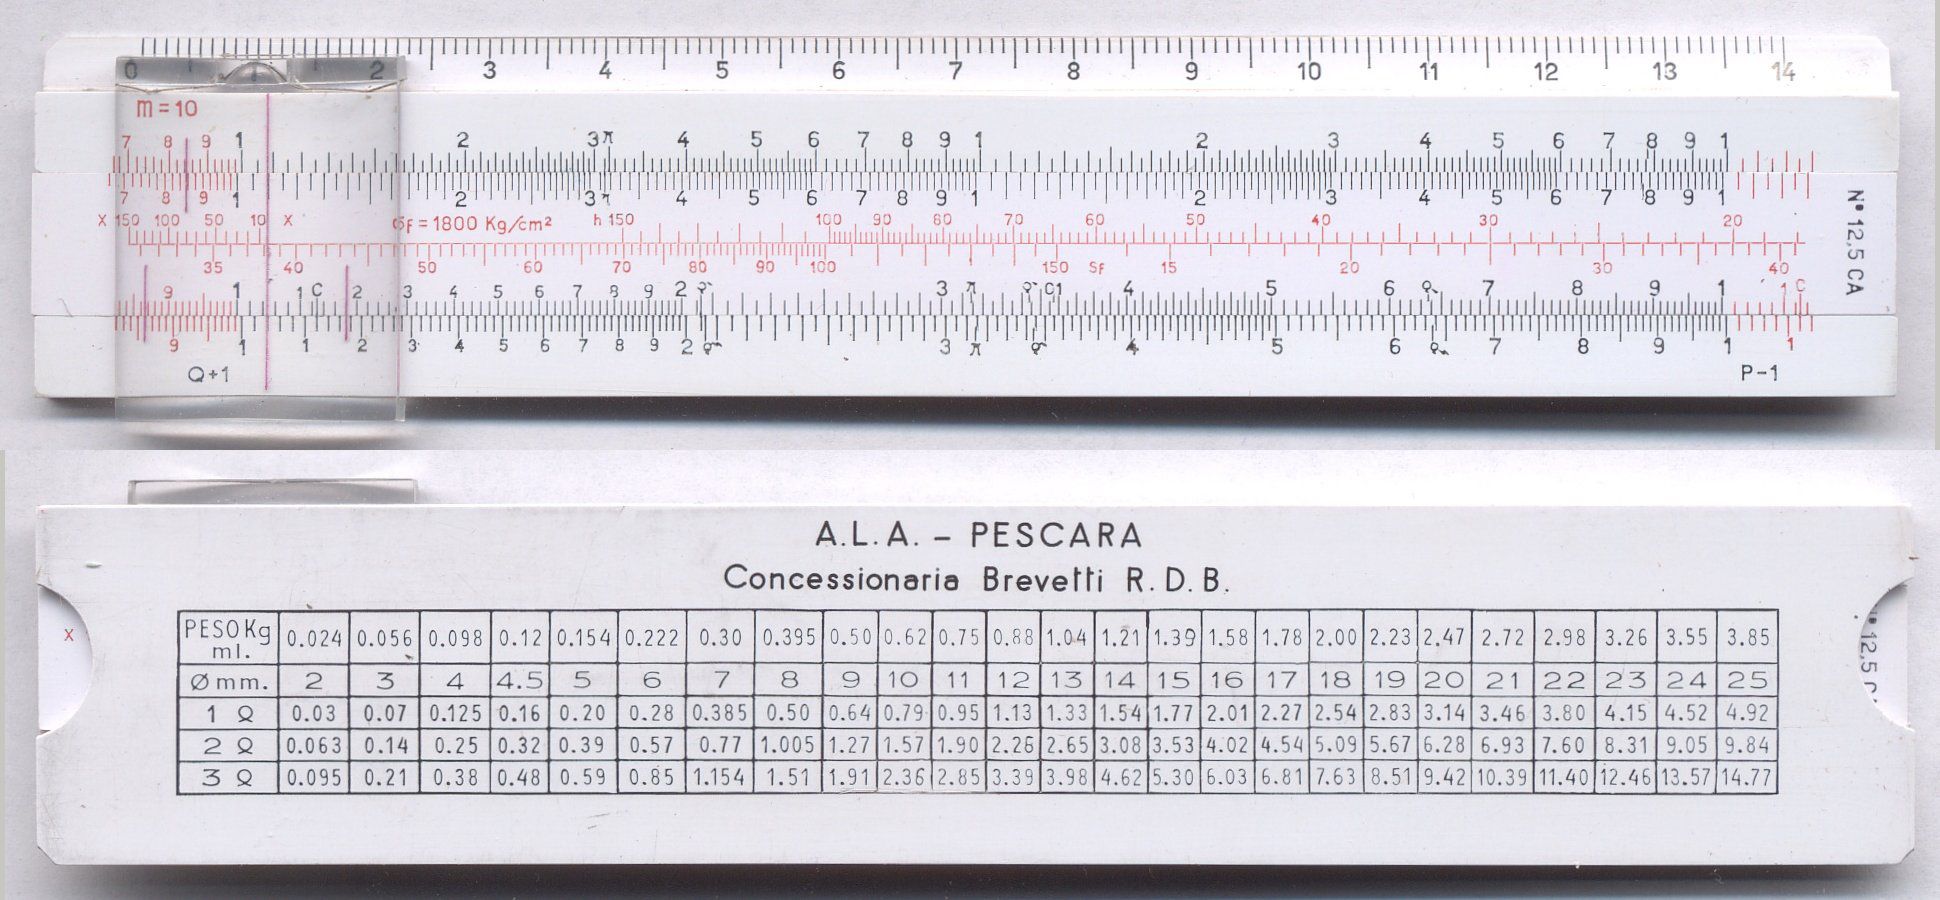 0 2 3 4 5 6 7 8 9 10 11 12 13 14
m = 10
7 8 9 1 2 3 π 4 5 6 7 8 9 1 2 3 4 5 6 7 8 9 1
7 8 9 1 2 3 π 4 5 6 7 8 9 1 2 3 4 5 6 7 8 9 1
X 150 100 50 10 X σf = 1800 Kg/cm² h 150 100 90 80 70 60 50 40 30 20
35 40 50 60 70 80 90 100 150 Sf 15 20 30 40
9 1 1 C 2 3 4 5 6 7 8 9 2 3 π C1 4 5 6 7 8 9 1 1 C
9 1 1 2 3 4 5 6 7 8 9 2 3 π 4 5 6 7 8 9 1 1
Q+1 P-1
N° 12,5 CA
A.L.A. - PESCARA
Concessionaria Brevetti R.D.B.
PESO Kg ml. 0.024 0.056 0.098 0.12 0.154 0.222 0.30 0.395 0.50 0.62 0.75 0.88 1.04 1.21 1.39 1.58 1.78 2.00 2.23 2.47 2.72 2.98 3.26 3.55 3.85
Ø mm. 2 3 4 4.5 5 6 7 8 9 10 11 12 13 14 15 16 17 18 19 20 21 22 23 24 25
1 Ω 0.03 0.07 0.125 0.16 0.20 0.28 0.385 0.50 0.64 0.79 0.95 1.13 1.33 1.54 1.77 2.01 2.27 2.54 2.83 3.14 3.46 3.80 4.15 4.52 4.92
2 Ω 0.063 0.14 0.25 0.32 0.39 0.57 0.77 1.005 1.27 1.57 1.90 2.26 2.65 3.08 3.53 4.02 4.54 5.09 5.67 6.28 6.93 7.60 8.31 9.05 9.84
3 Ω 0.095 0.21 0.38 0.48 0.59 0.85 1.154 1.51 1.91 2.36 2.85 3.39 3.98 4.62 5.30 6.03 6.81 7.63 8.51 9.42 10.39 11.40 12.46 13.57 14.77
X
12,5